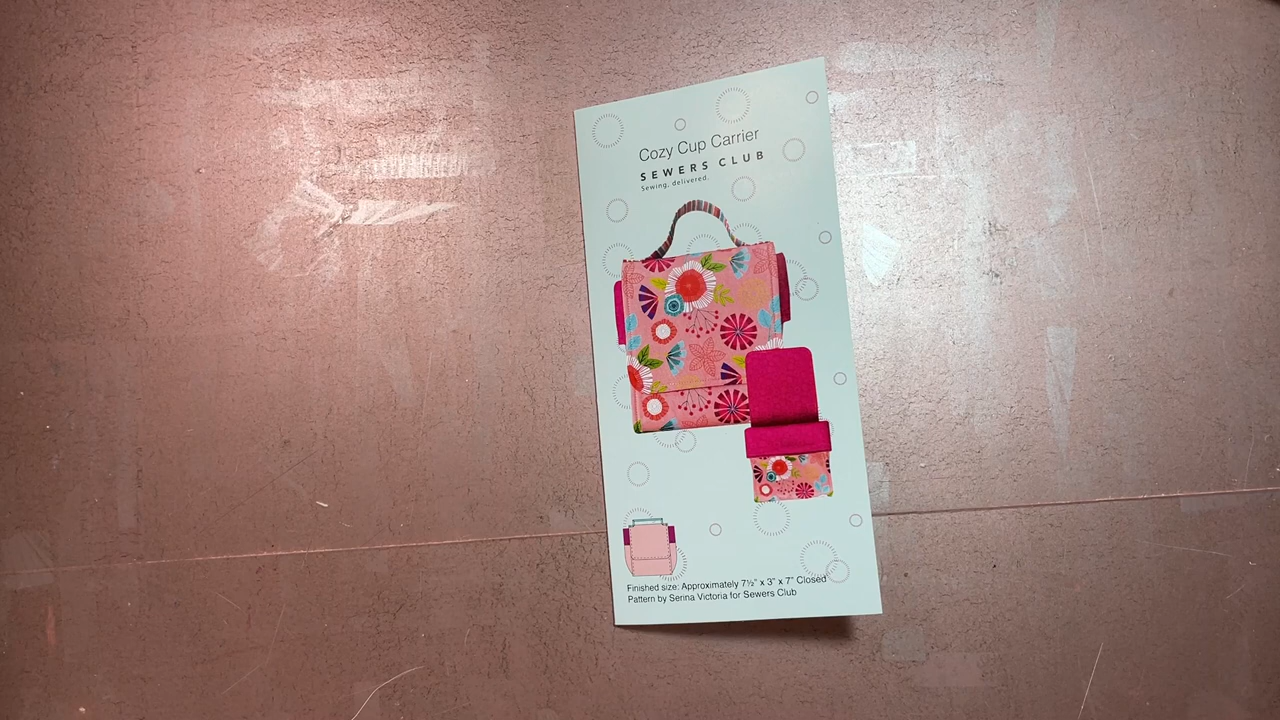 Cozy Cup Carrier
SEWERS CLUB
Sewing, delivered.
Finished size: Approximately 7½" x 3" x 7" Closed
Pattern by Serina Victoria for Sewers Club